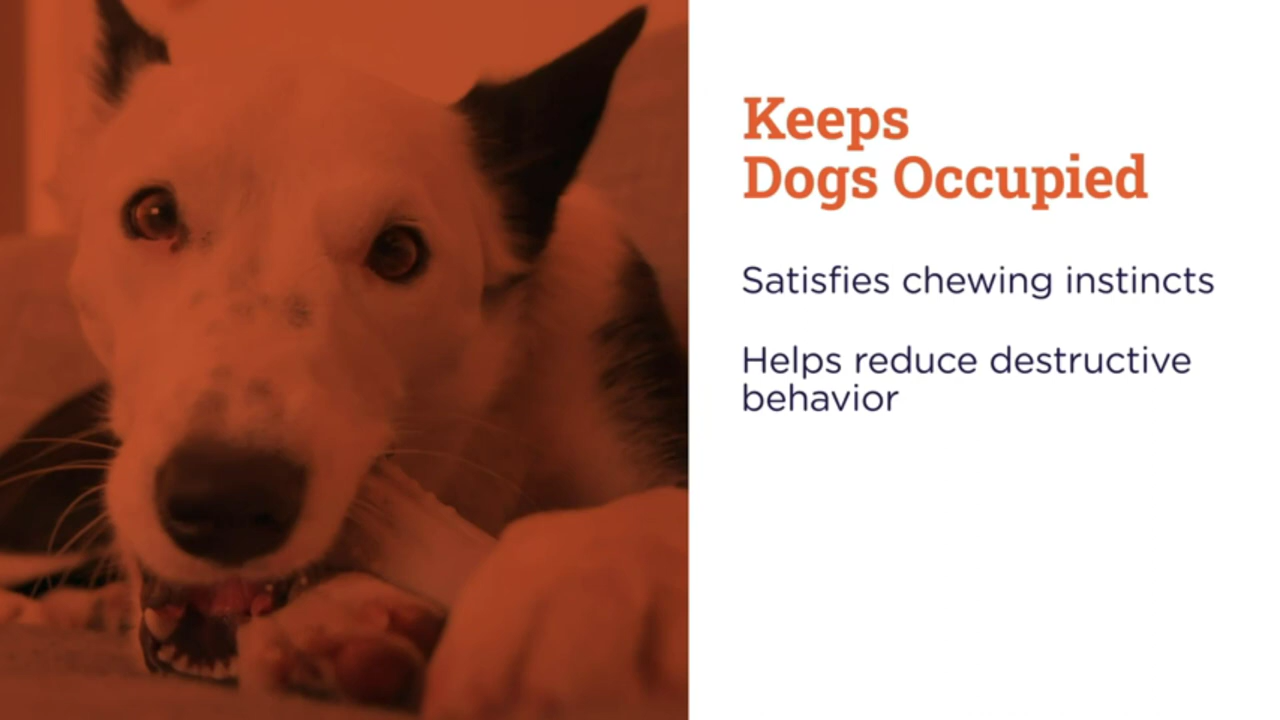 Keeps
Dogs Occupied
Satisfies chewing instincts
Helps reduce destructive
behavior